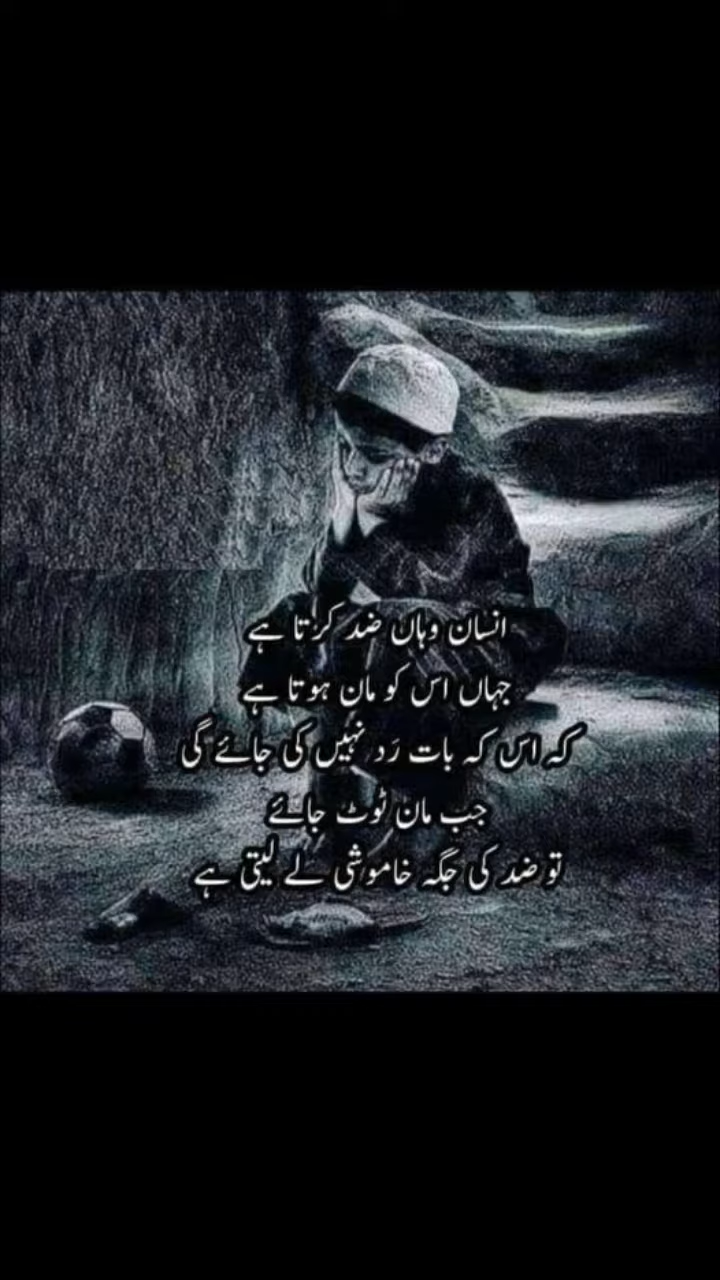 انسان وہاں ضد کرتا ہے
جہاں اس کو مان ہوتا ہے
کہ اس کہ بات رَد نہیں کی جائے گی
جب مان ٹوٹ جائے
تو ضد کی جگہ خاموشی لے لیتی ہے